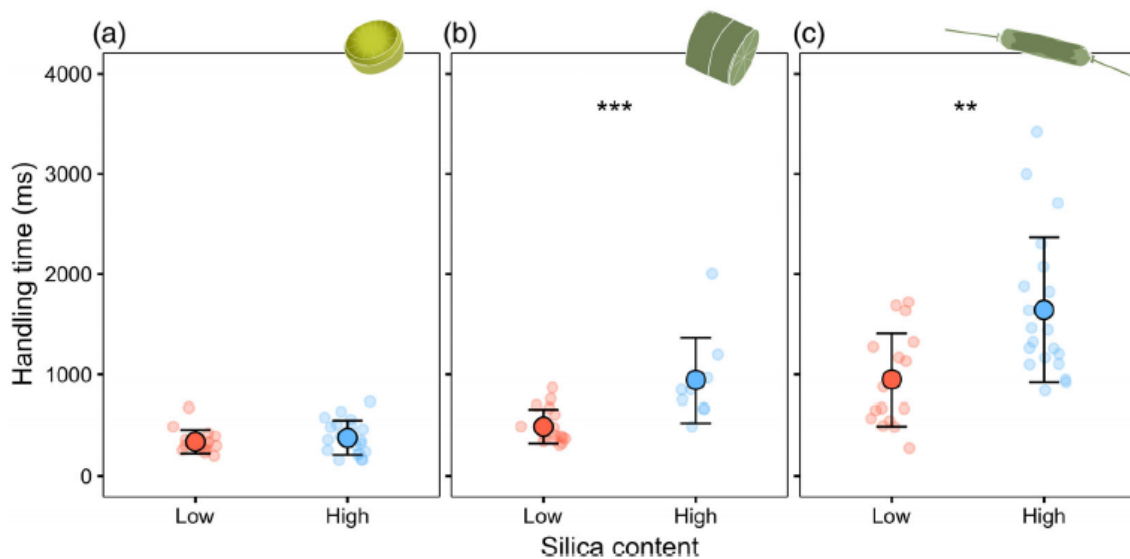 (a) (b) (c)
4000
*** **
3000
2000
1000
0
Handling time (ms)
Low High Low High Low High
Silica content